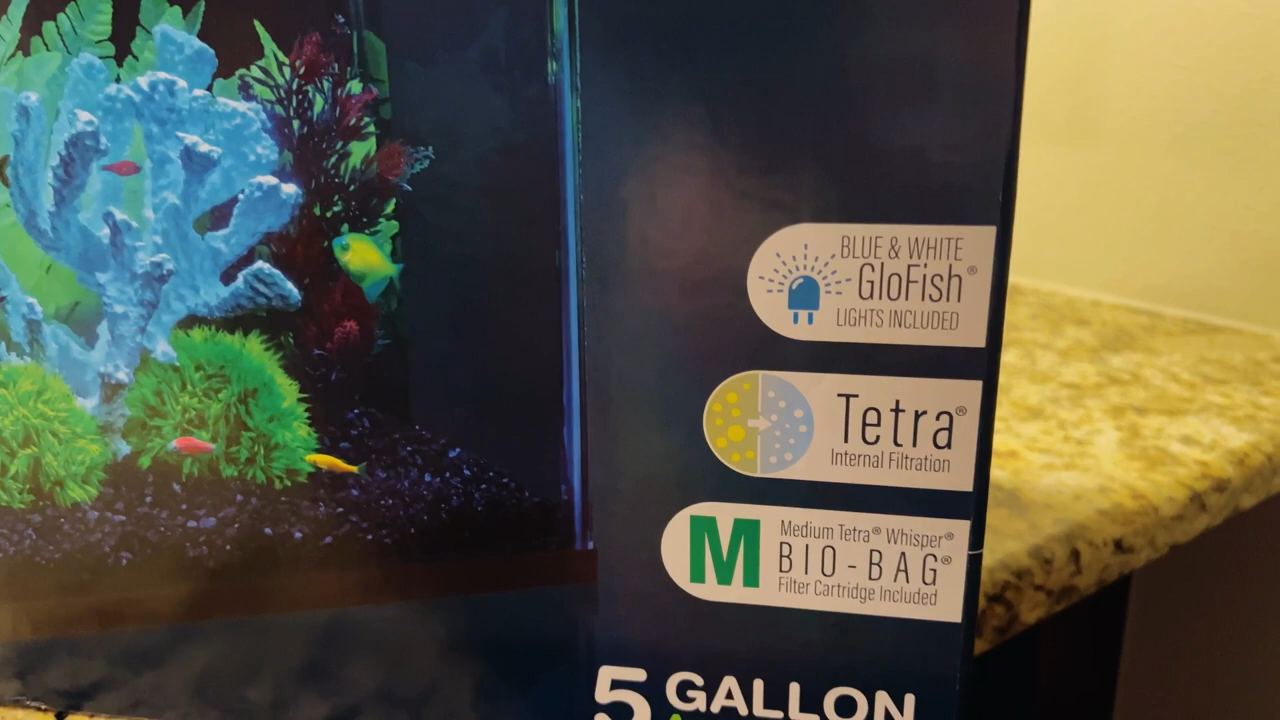 BLUE & WHITE
GloFish®
LIGHTS INCLUDED
Tetra®
Internal Filtration
M
Medium Tetra® Whisper®
BIO-BAG®
Filter Cartridge Included
5 GALLON